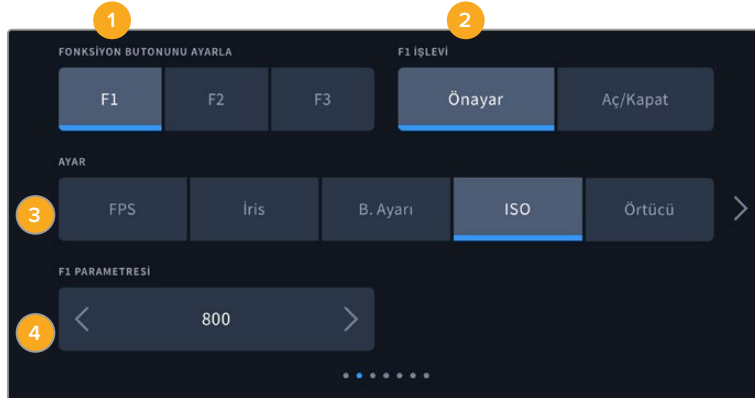 1 2
FONKSİYON BUTONUNU AYARLA F1 İŞLEVİ
F1 F2 F3 Önayar Aç/Kapat
AYAR
3 FPS İris B. Ayarı ISO Örtücü
F1 PARAMETRESİ
4 800